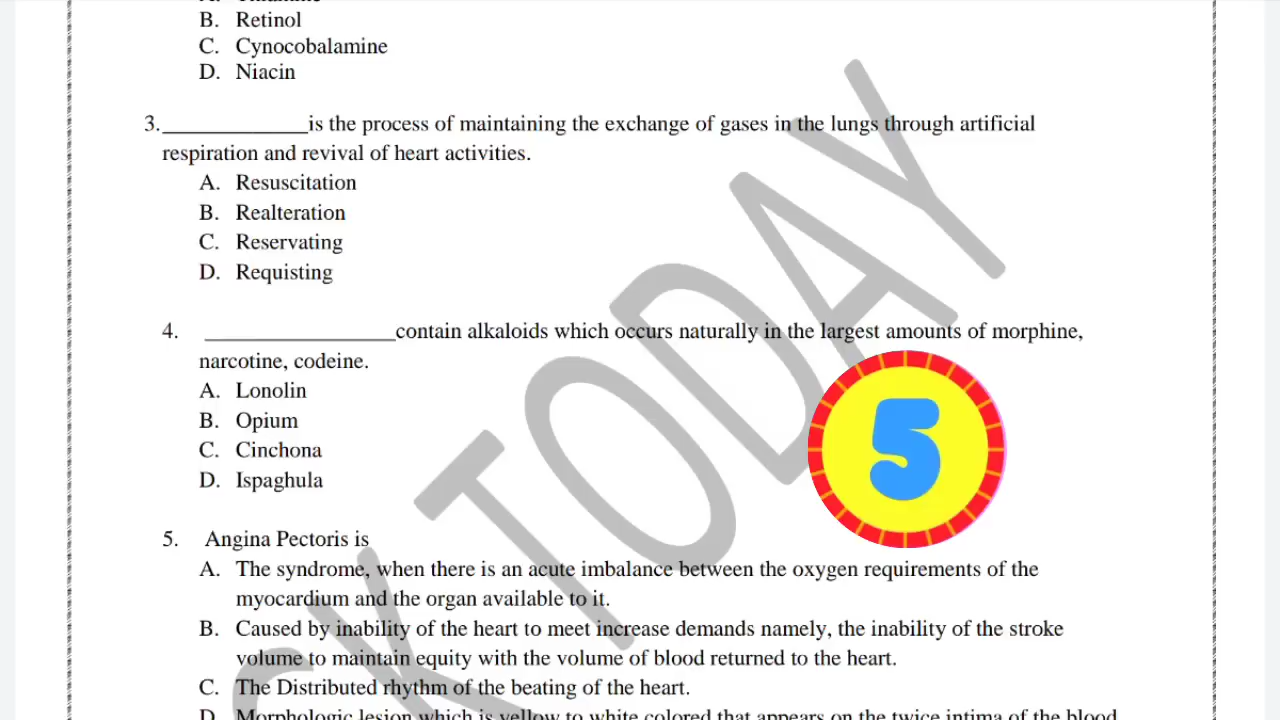 B. Retinol
C. Cynocobalamine
D. Niacin
3._____________is the process of maintaining the exchange of gases in the lungs through artificial
respiration and revival of heart activities.
A. Resuscitation
B. Realteration
C. Reservating
D. Requisting
4. _________________contain alkaloids which occurs naturally in the largest amounts of morphine,
narcotine, codeine.
A. Lonolin
B. Opium
C. Cinchona
D. Ispaghula
5
5. Angina Pectoris is
A. The syndrome, when there is an acute imbalance between the oxygen requirements of the
myocardium and the organ available to it.
B. Caused by inability of the heart to meet increase demands namely, the inability of the stroke
volume to maintain equity with the volume of blood returned to the heart.
C. The Distributed rhythm of the beating of the heart.
D. Morphologic lesion which is yellow to white colored that appears on the twice intima of the blood
CK TODAY